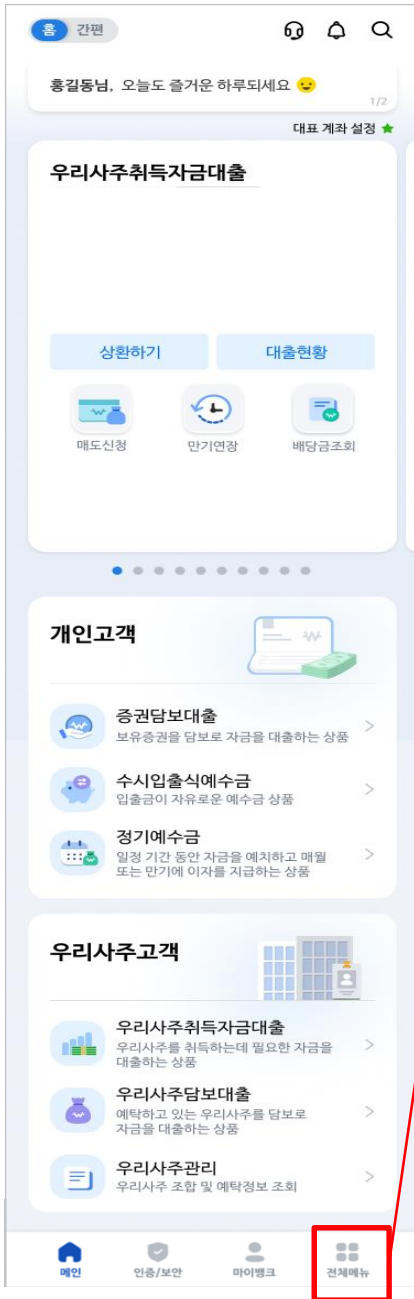 홈 간편
홍길동님, 오늘도 즐거운 하루되세요
1/2
대표 계좌 설정
우리사주취득자금대출
상환하기 대출현황
매도신청 만기연장 배당금조회
개인고객
증권담보대출
보유증권을 담보로 자금을 대출하는 상품
수시입출식예수금
입출금이 자유로운 예수금 상품
정기예수금
일정 기간 동안 자금을 예치하고 매월
또는 만기에 이자를 지급하는 상품
우리사주고객
우리사주취득자금대출
우리사주를 취득하는데 필요한 자금을
대출하는 상품
우리사주담보대출
예탁하고 있는 우리사주를 담보로
자금을 대출하는 상품
우리사주관리
우리사주 조합 및 예탁정보 조회
메인 인증/보안 마이뱅크 전체메뉴